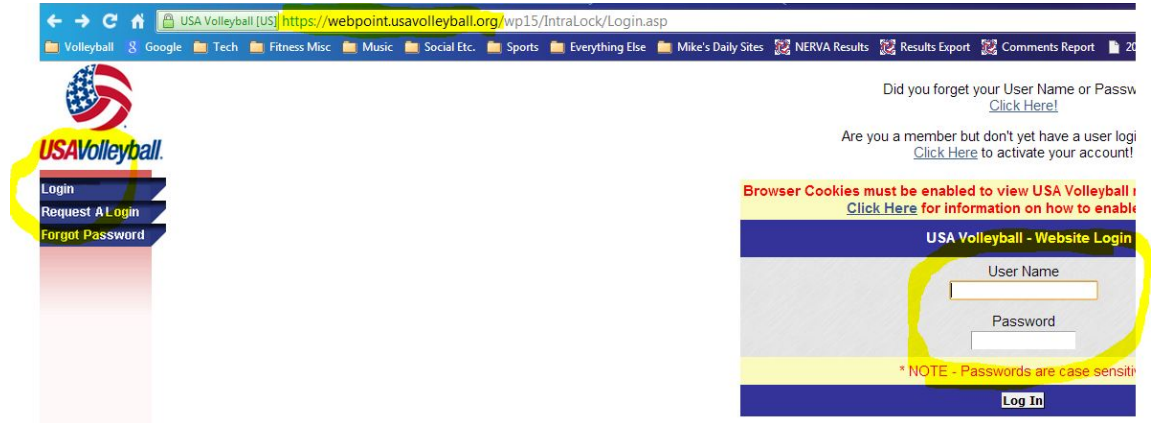 USA Volleyball [US] https://webpoint.usavolleyball.org/wp15/IntraLock/Login.asp
Volleyball Google Tech Fitness Misc Music Social Etc. Sports Everything Else Mike's Daily Sites NERVA Results Results Export Comments Report 20
USAVolleyball.
Login
Request A Login
Forgot Password
Did you forget your User Name or Passw
Click Here!
Are you a member but don't yet have a user logi
Click Here to activate your account!
Browser Cookies must be enabled to view USA Volleyball
Click Here for information on how to enable
USA Volleyball - Website Login
User Name
Password
* NOTE - Passwords are case sensiti
Log In